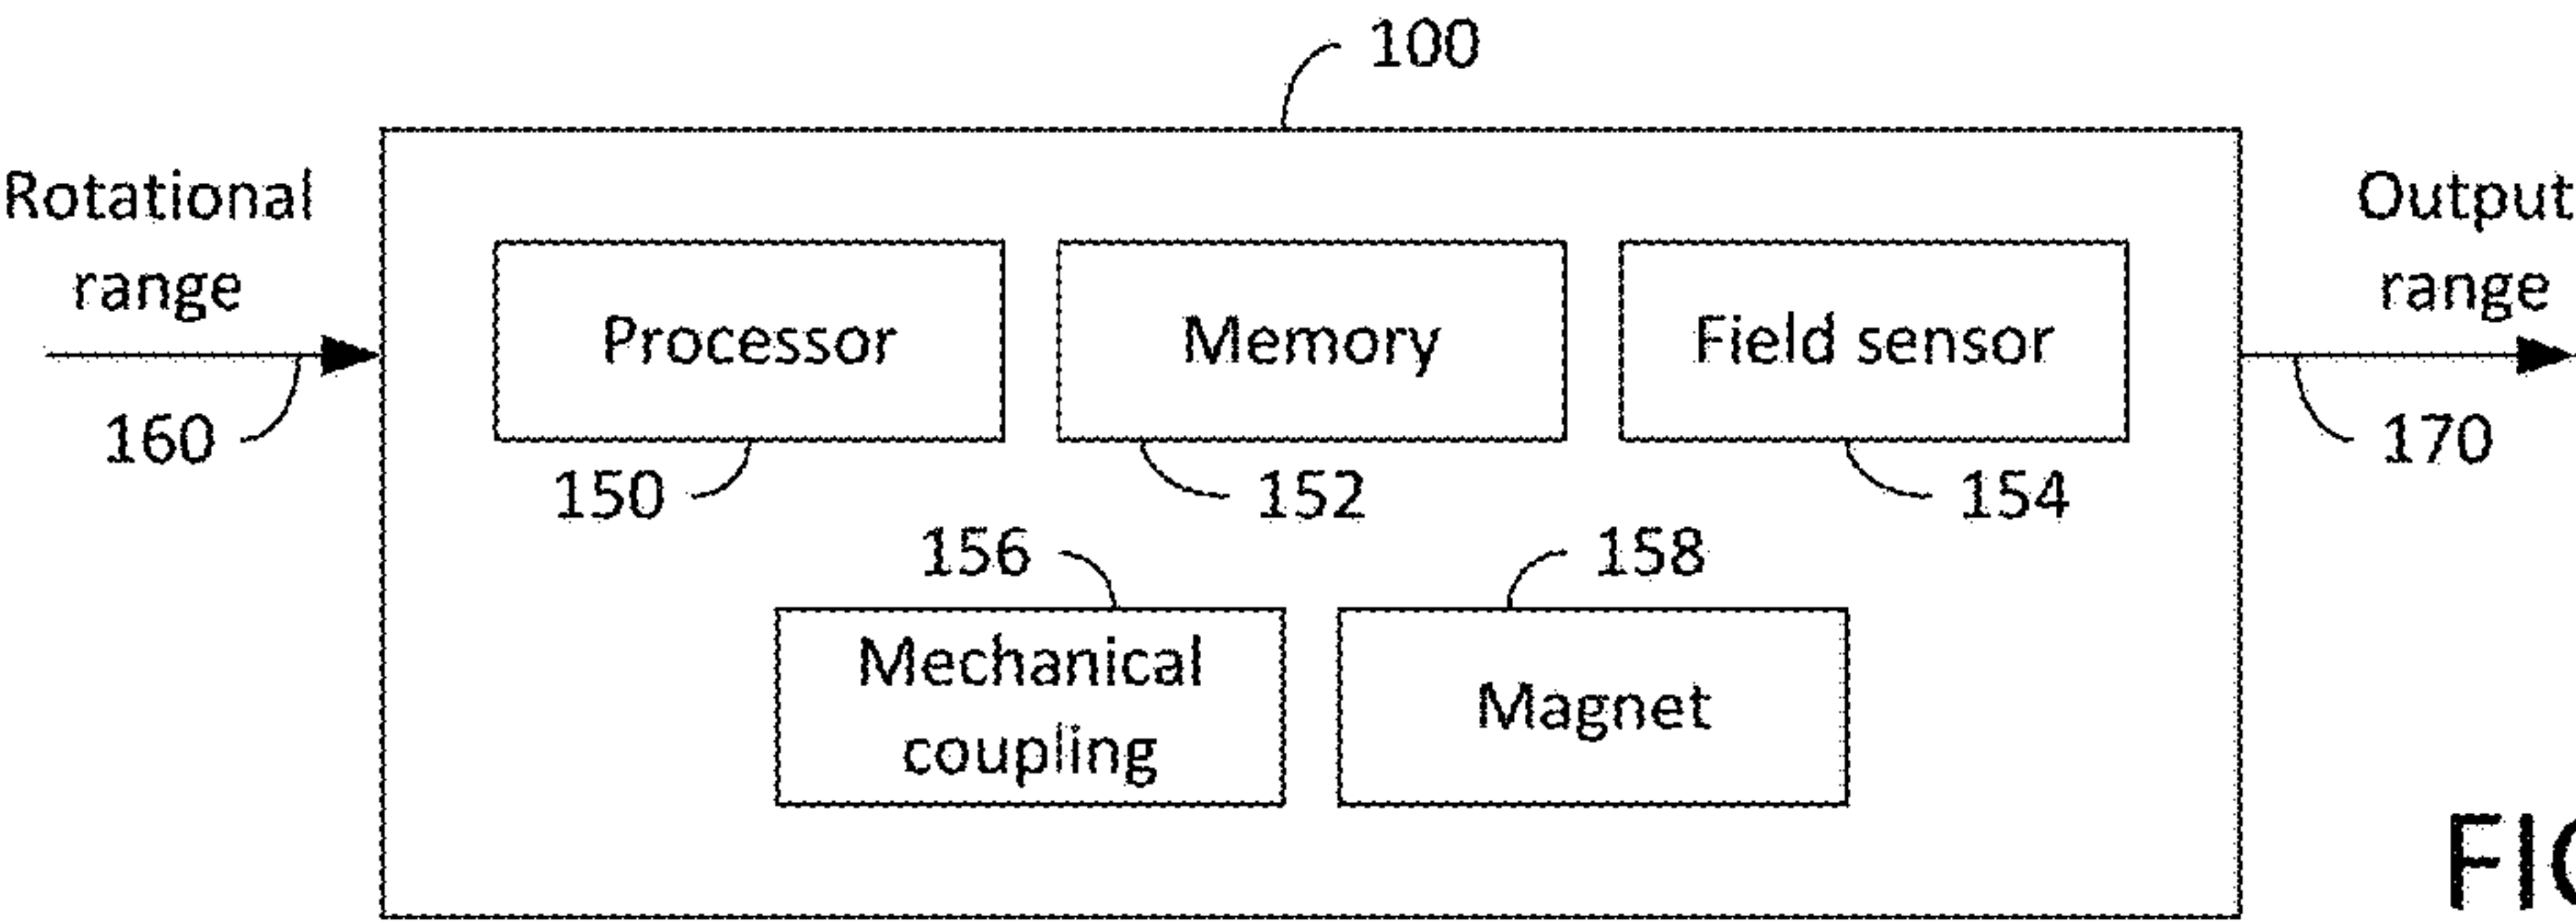 100
Rotational
range
160
Output
range
170
Processor
Memory
Field sensor
150
152
154
156
158
Mechanical
coupling
Magnet